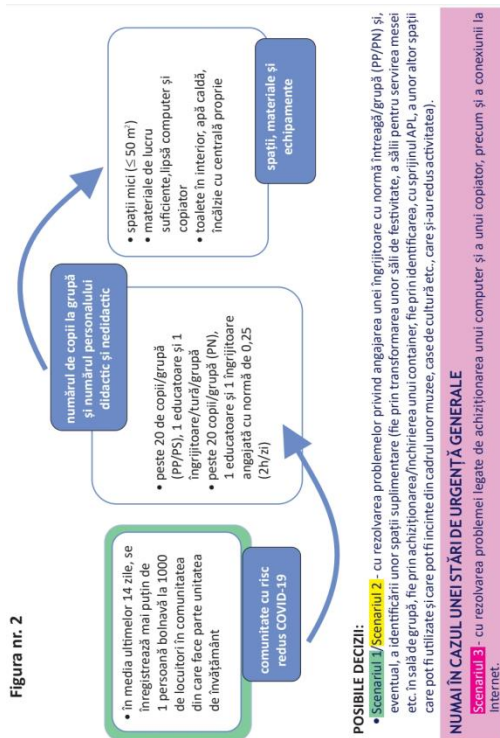 Figura nr. 2
• în media ultimelor 14 zile, se
înregistrează mai puțin de
1 persoană bolnavă la 1000
de locuitori în comunitatea
din care face parte unitatea
de învățământ
comunitate cu risc
redus COVID-19
numărul de copii la grupă
și numărul personalului
didactic și nedidactic
• peste 20 de copii/grupă
(PP/PS), 1 educatoare și 1
îngrijitoare/tură/grupă
• peste 20 copii/grupă (PN),
1 educatoare și 1 îngrijitoare
angajată cu normă de 0,25
(2h/zi)
• spații mici (≤ 50 m²)
• materiale de lucru
suficiente,lipsă computer și
copiator
• toalete în interior, apă caldă,
încălzie cu centrală proprie
spații, materiale și
echipamente
POSIBILE DECIZII:
• Scenariul 1/Scenariul 2 - cu rezolvarea problemelor privind angajarea unei îngrijitoare cu normă întreagă/grupă (PP/PN) și,
eventual, a identificării unor spații suplimentare (fie prin transformarea unor săli de festivitate, a sălii pentru servirea mesei
etc. în sală de grupă, fie prin achiziționarea/închirierea unui container, fie prin identificarea, cu sprijinul APL, a unor altor spații
care pot fi utilizate și care pot fi incinte din cadrul unor muzee, case de cultură etc., care și-au redus activitatea).
NUMAI ÎN CAZUL UNEI STĂRI DE URGENȚĂ GENERALE
Scenariul 3 - cu rezolvarea problemei legate de achiziționarea unui computer și a unui copiator, precum și a conexiunii la
Internet.